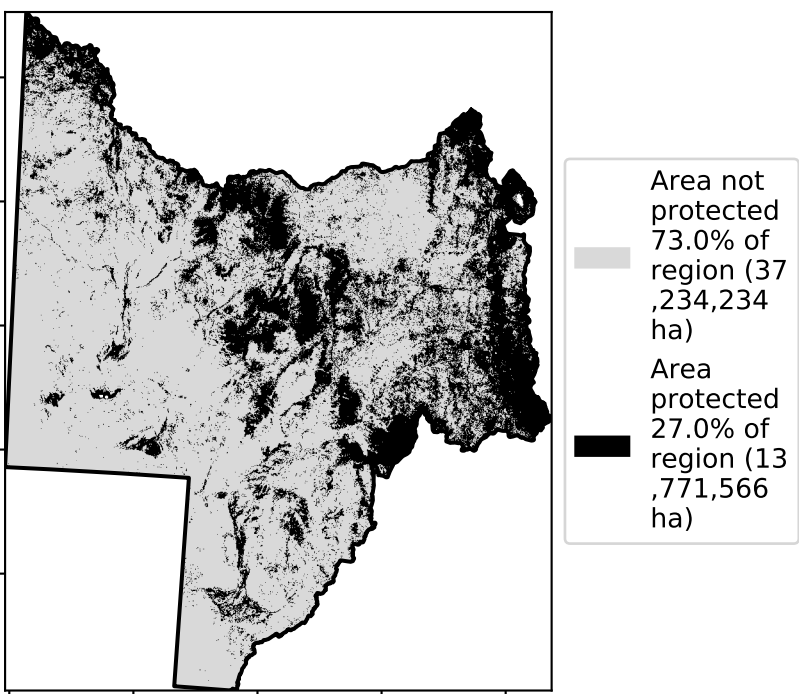 Area not
protected
73.0% of
region (37
,234,234
ha)
Area
protected
27.0% of
region (13
,771,566
ha)